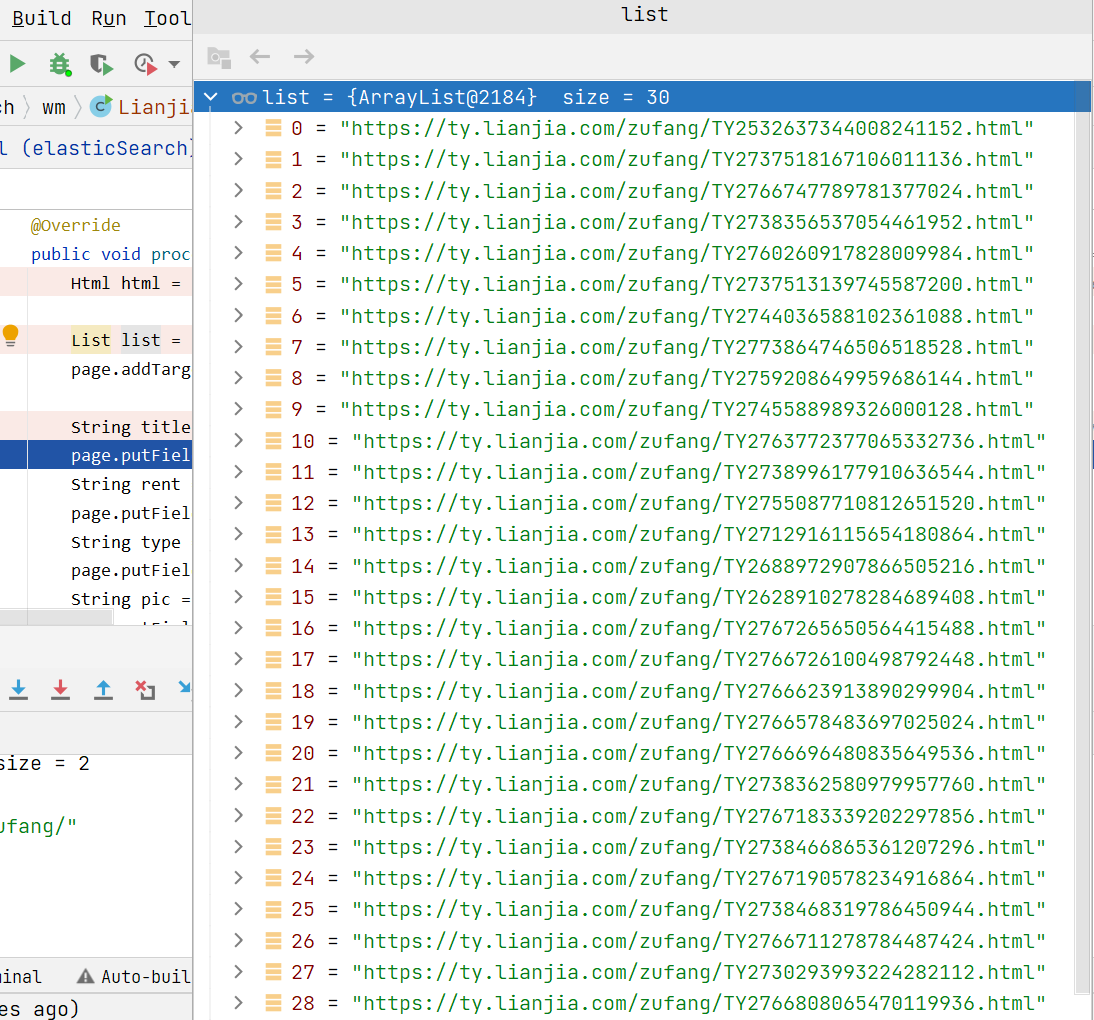 Build Run Tool
list
ch wm C Lianji
l (elasticSearch)
@Override
public void proc
Html html =
List list =
page.addTarg
String title
page.putFiel
String rent
page.putFiel
String type
page.putFiel
String pic =
size = 2
ufang/"
minal Auto-buil
es ago)
list = {ArrayList@2184} size = 30
0 = "https://ty.lianjia.com/zufang/TY2532637344008241152.html"
1 = "https://ty.lianjia.com/zufang/TY2737518167106011136.html"
2 = "https://ty.lianjia.com/zufang/TY2766747789781377024.html"
3 = "https://ty.lianjia.com/zufang/TY2738356537054461952.html"
4 = "https://ty.lianjia.com/zufang/TY2760260917828009984.html"
5 = "https://ty.lianjia.com/zufang/TY2737513139745587200.html"
6 = "https://ty.lianjia.com/zufang/TY2744036588102361088.html"
7 = "https://ty.lianjia.com/zufang/TY2773864746506518528.html"
8 = "https://ty.lianjia.com/zufang/TY2759208649959686144.html"
9 = "https://ty.lianjia.com/zufang/TY2745588989326000128.html"
10 = "https://ty.lianjia.com/zufang/TY2763772377065332736.html"
11 = "https://ty.lianjia.com/zufang/TY2738996177910636544.html"
12 = "https://ty.lianjia.com/zufang/TY2755087710812651520.html"
13 = "https://ty.lianjia.com/zufang/TY2712916115654180864.html"
14 = "https://ty.lianjia.com/zufang/TY2688972907866505216.html"
15 = "https://ty.lianjia.com/zufang/TY2628910278284689408.html"
16 = "https://ty.lianjia.com/zufang/TY2767265650564415488.html"
17 = "https://ty.lianjia.com/zufang/TY2766726100498792448.html"
18 = "https://ty.lianjia.com/zufang/TY2766623913890299904.html"
19 = "https://ty.lianjia.com/zufang/TY2766578483697025024.html"
20 = "https://ty.lianjia.com/zufang/TY2766696480835649536.html"
21 = "https://ty.lianjia.com/zufang/TY2738362580979957760.html"
22 = "https://ty.lianjia.com/zufang/TY2767183339202297856.html"
23 = "https://ty.lianjia.com/zufang/TY2738466865361207296.html"
24 = "https://ty.lianjia.com/zufang/TY2767190578234916864.html"
25 = "https://ty.lianjia.com/zufang/TY2738468319786450944.html"
26 = "https://ty.lianjia.com/zufang/TY2766711278784487424.html"
27 = "https://ty.lianjia.com/zufang/TY2730293993224282112.html"
28 = "https://ty.lianjia.com/zufang/TY2766808065470119936.html"